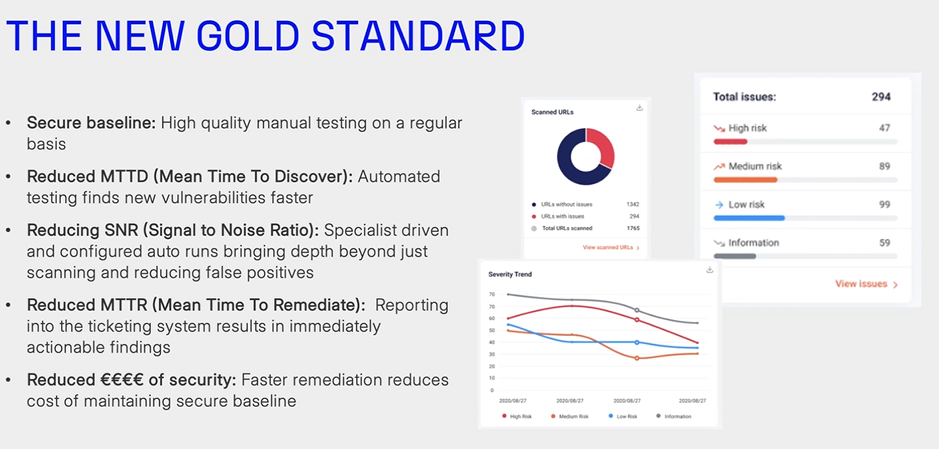 THE NEW GOLD STANDARD
• Secure baseline: High quality manual testing on a regular
basis
• Reduced MTTD (Mean Time To Discover): Automated
testing finds new vulnerabilities faster
• Reducing SNR (Signal to Noise Ratio): Specialist driven
and configured auto runs bringing depth beyond just
scanning and reducing false positives
• Reduced MTTR (Mean Time To Remediate): Reporting
into the ticketing system results in immediately
actionable findings
• Reduced €€€€ of security: Faster remediation reduces
cost of maintaining secure baseline
Scanned URLs
URLs without issues 1342
URLs with issues 294
Total URLs scanned 1765
View scanned URLs >
Total issues: 294
High risk 47
Medium risk 89
Low risk 99
Information 59
View issues >
Severity Trend
70
70
60
50
40
30
20
10
0
2020/08/27 2020/08/27 2020/08/27 2020/08/27
High Risk Medium Risk Low Risk Information